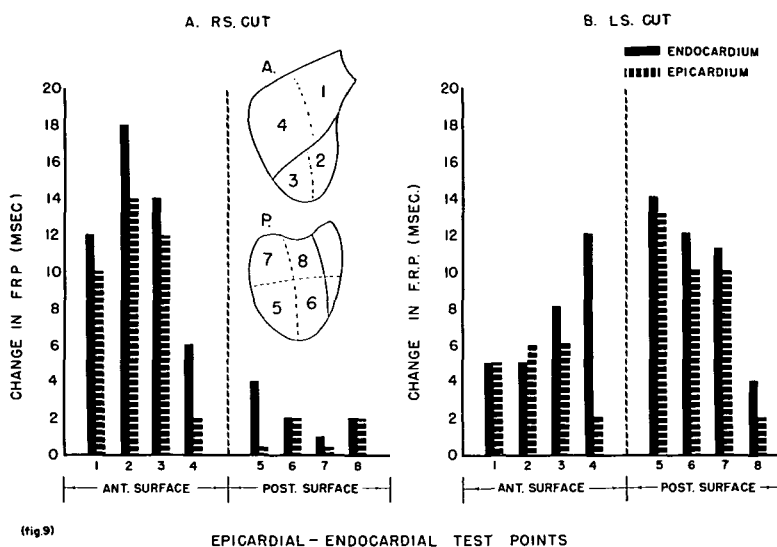 A. RS. CUT
B. LS. CUT
ENDOCARDIUM
EPICARDIUM
CHANGE IN F.R.P (MSEC)
20
18
16
14
12
10
8
6
4
2
0
A.
1
4
2
3
P.
7
8
5
6
1 2 3 4 5 6 7 8
ANT. SURFACE POST. SURFACE
CHANGE IN F.R.P. (MSEC.)
20
18
16
14
12
10
8
6
4
2
0
1 2 3 4 5 6 7 8
ANT. SURFACE POST. SURFACE
(fig.9)
EPICARDIAL - ENDOCARDIAL TEST POINTS